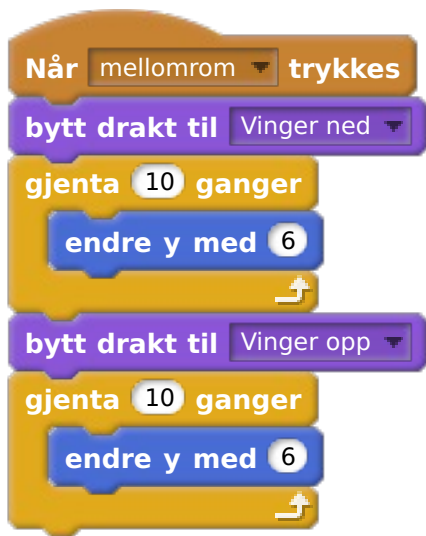 Når mellomrom trykkes
bytt drakt til Vinger ned
gjenta 10 ganger
endre y med 6
bytt drakt til Vinger opp
gjenta 10 ganger
endre y med 6